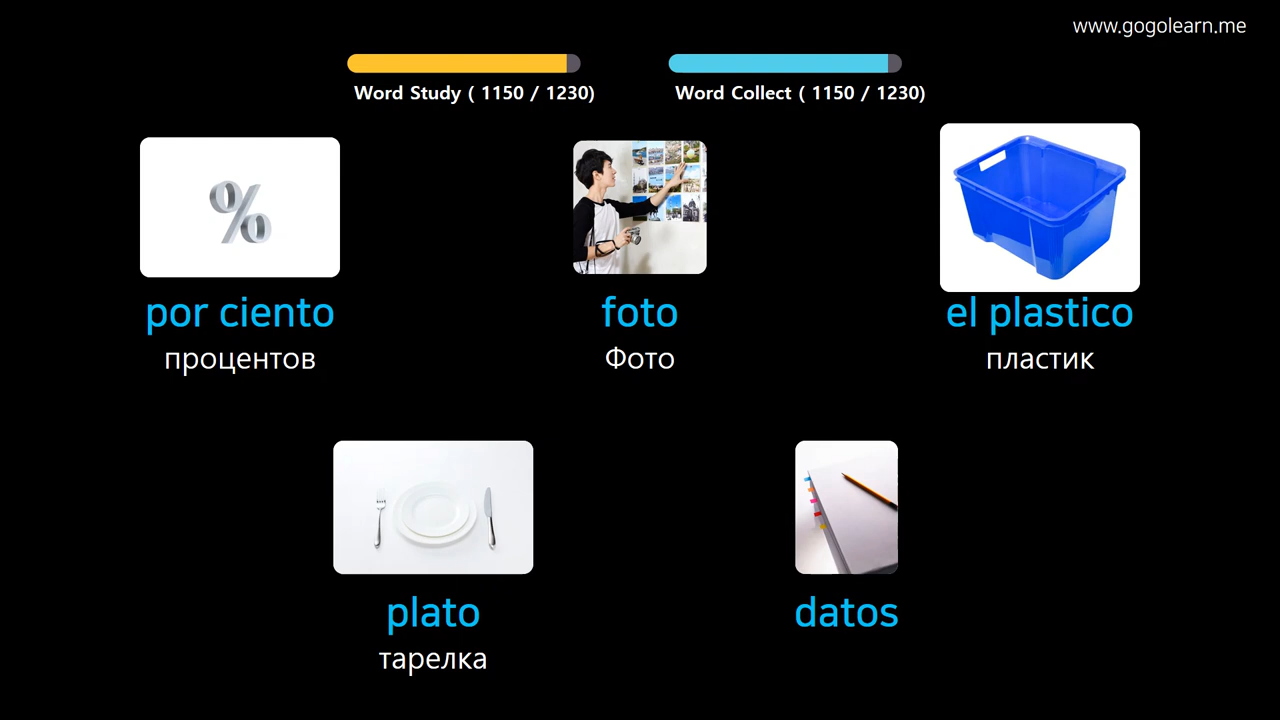 www.gogolearn.me
Word Study ( 1150 / 1230)
Word Collect ( 1150 / 1230)
%
por ciento
процентов
foto
Фото
el plastico
пластик
plato
тарелка
datos